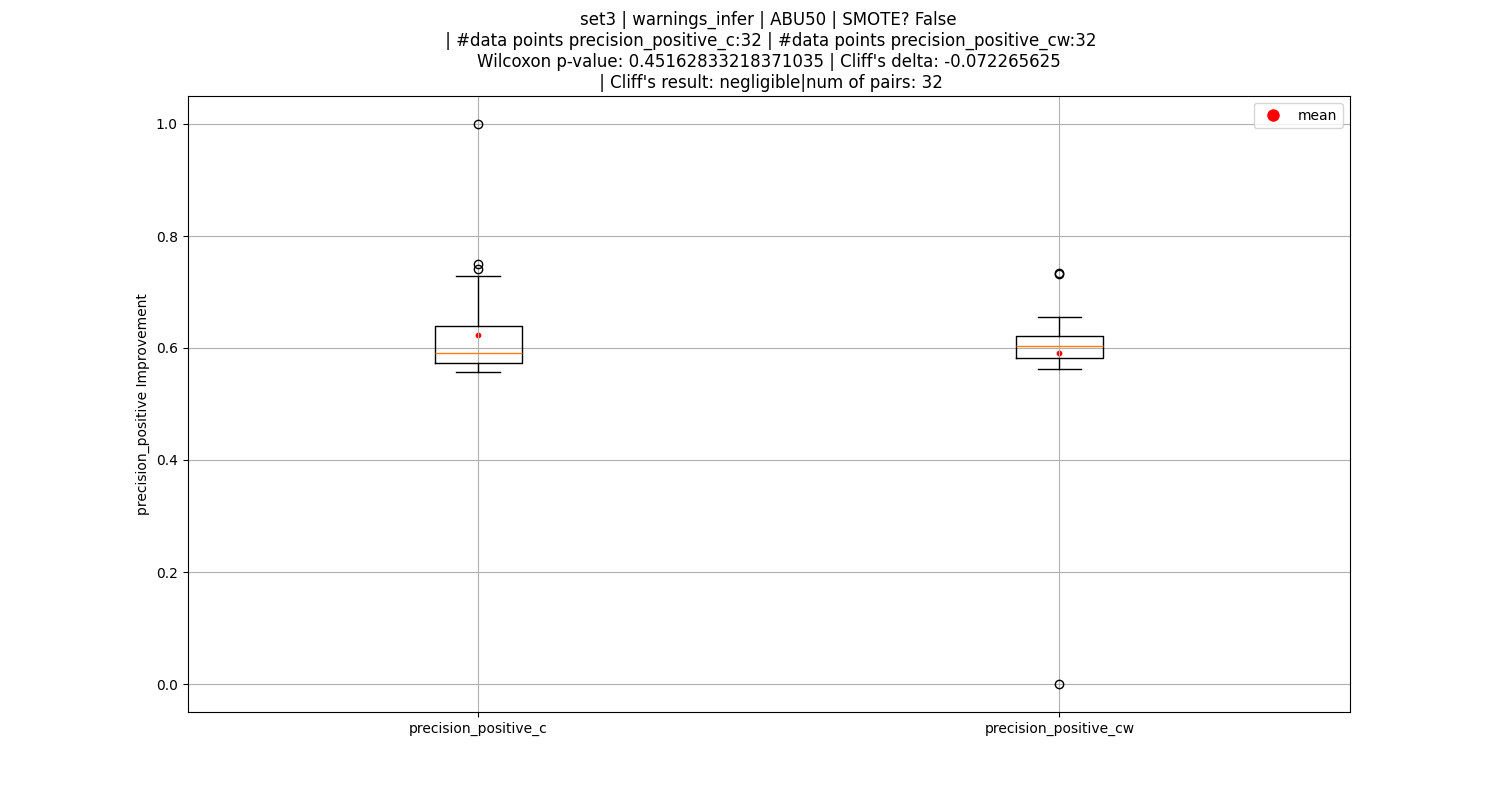 set3 | warnings_infer | ABU50 | SMOTE? False
| #data points precision_positive_c:32 | #data points precision_positive_cw:32
Wilcoxon p-value: 0.45162833218371035 | Cliff's delta: -0.072265625
| Cliff's result: negligible|num of pairs: 32
mean
1.0
0.8
0.6
0.4
0.2
0.0
precision_positive Improvement
precision_positive_c
precision_positive_cw